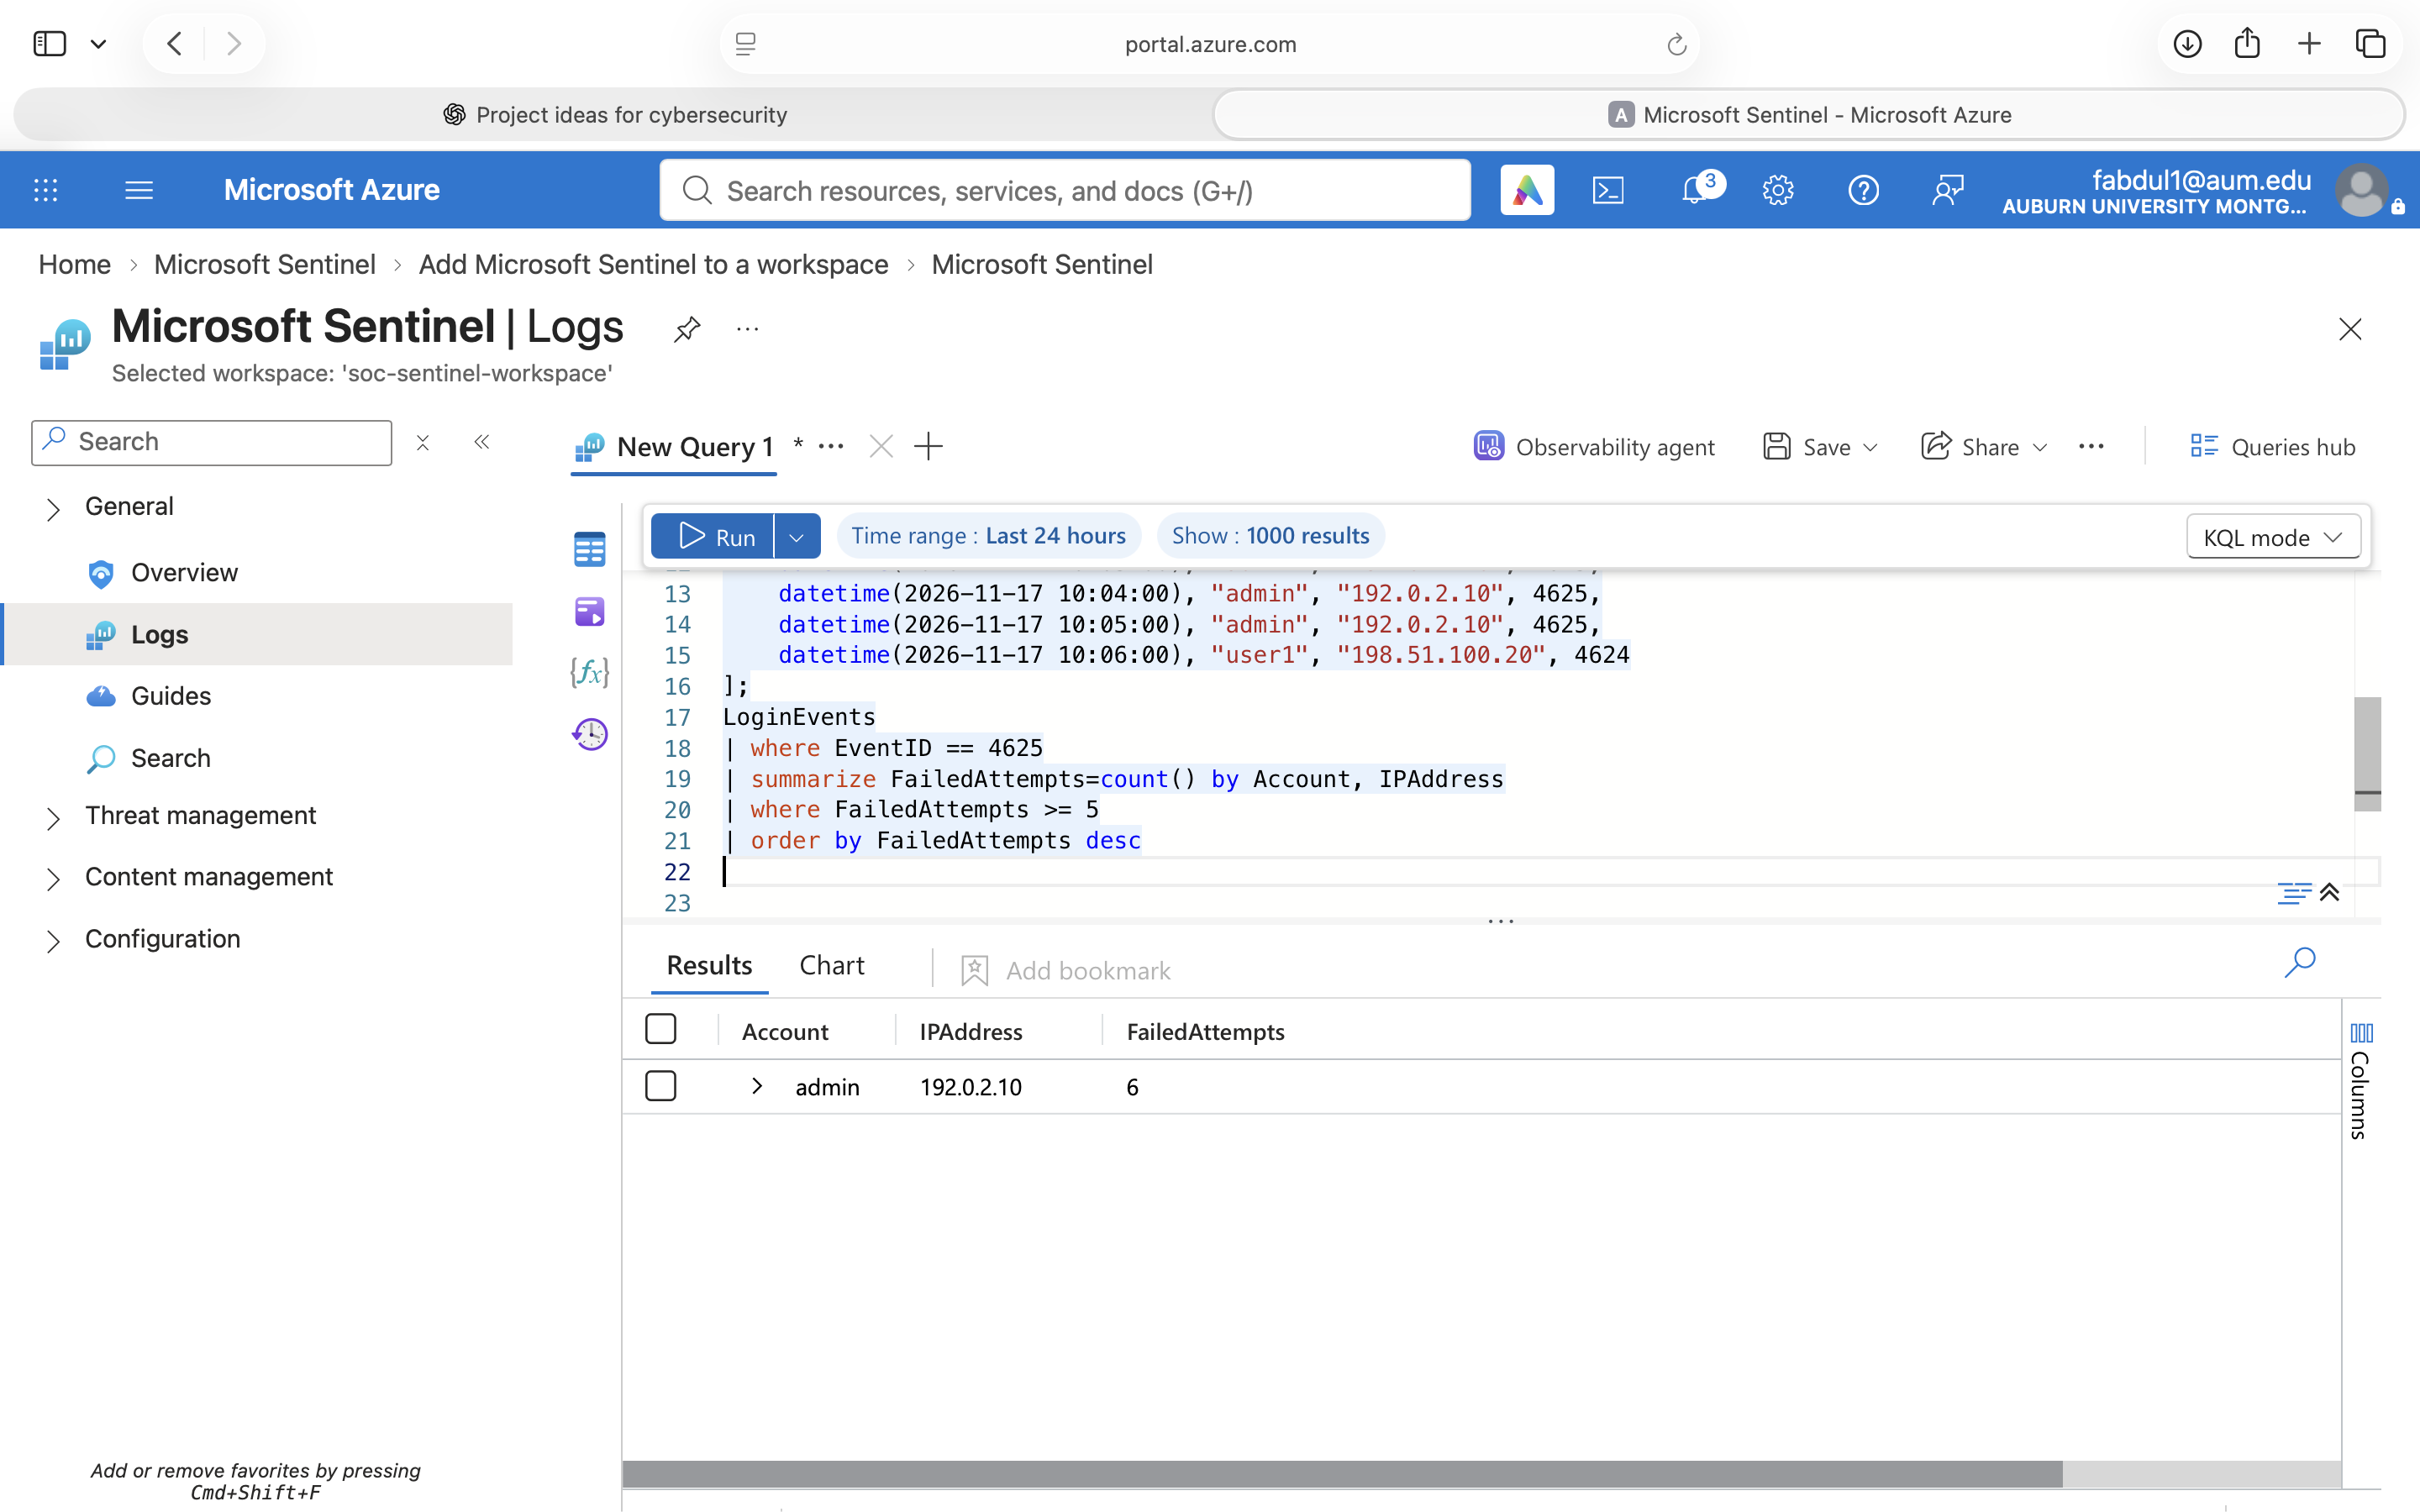 portal.azure.com
Project ideas for cybersecurity
A Microsoft Sentinel - Microsoft Azure
Microsoft Azure
Search resources, services, and docs (G+/)
3
fabdul1@aum.edu
AUBURN UNIVERSITY MONTG...
Home > Microsoft Sentinel > Add Microsoft Sentinel to a workspace > Microsoft Sentinel
Microsoft Sentinel | Logs
Selected workspace: 'soc-sentinel-workspace'
Search
General
Overview
Logs
Guides
Search
Threat management
Content management
Configuration
Add or remove favorites by pressing
Cmd+Shift+F
New Query 1 * ...
Observability agent
Save
Share
Queries hub
Run
Time range : Last 24 hours
Show : 1000 results
KQL mode
13 datetime(2026-11-17 10:04:00), "admin", "192.0.2.10", 4625,
14 datetime(2026-11-17 10:05:00), "admin", "192.0.2.10", 4625,
15 datetime(2026-11-17 10:06:00), "user1", "198.51.100.20", 4624
16 ];
17 LoginEvents
18 | where EventID == 4625
19 | summarize FailedAttempts=count() by Account, IPAddress
20 | where FailedAttempts >= 5
21 | order by FailedAttempts desc
22
23
Results
Chart
Add bookmark
Account IPAddress FailedAttempts
admin 192.0.2.10 6
Columns